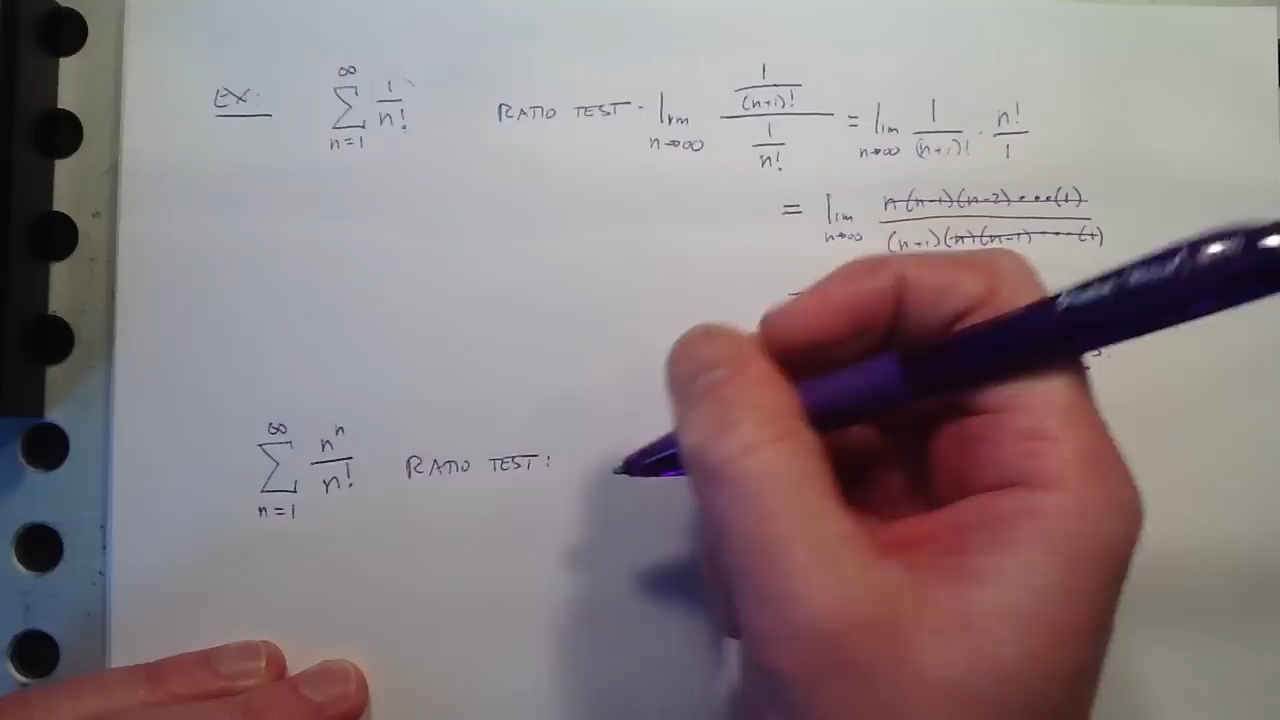 EX: ∞∑n=1 1/n! RATIO TEST. lim n→∞ (1/(n+1)!)/(1/n!) = lim n→∞ 1/(n+1)! · n!/1
= lim n→∞ n(n-1)(n-2)···(1)/(n+1)(n)(n-1)···(1)
∞∑n=1 nⁿ/n! RATIO TEST: